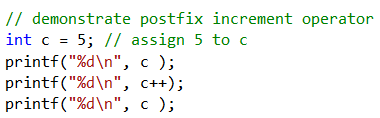 // demonstrate postfix increment operator
int c = 5; // assign 5 to c
printf("%d\n", c );
printf("%d\n", c++);
printf("%d\n", c );